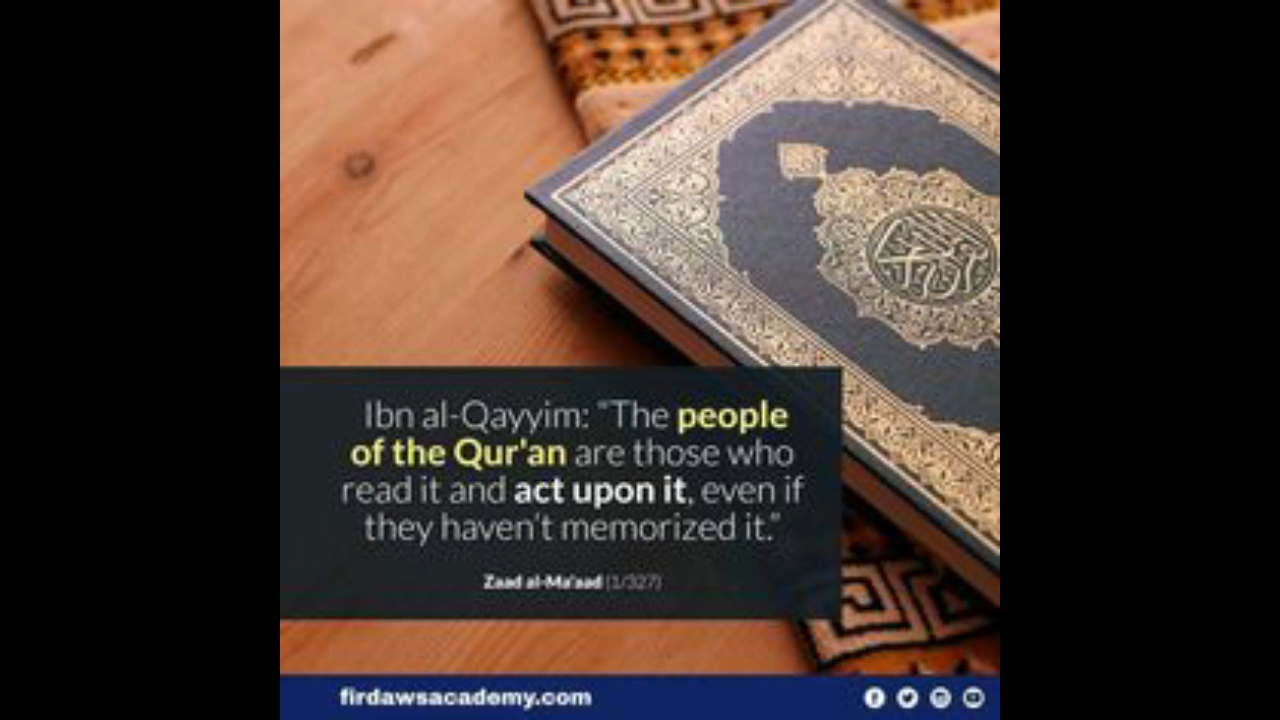 Ibn al-Qayyim: “The people
of the Qur'an are those who
read it and act upon it, even if
they haven’t memorized it.”
Zaad al-Ma'aad (1/327)
firdawsacademy.com